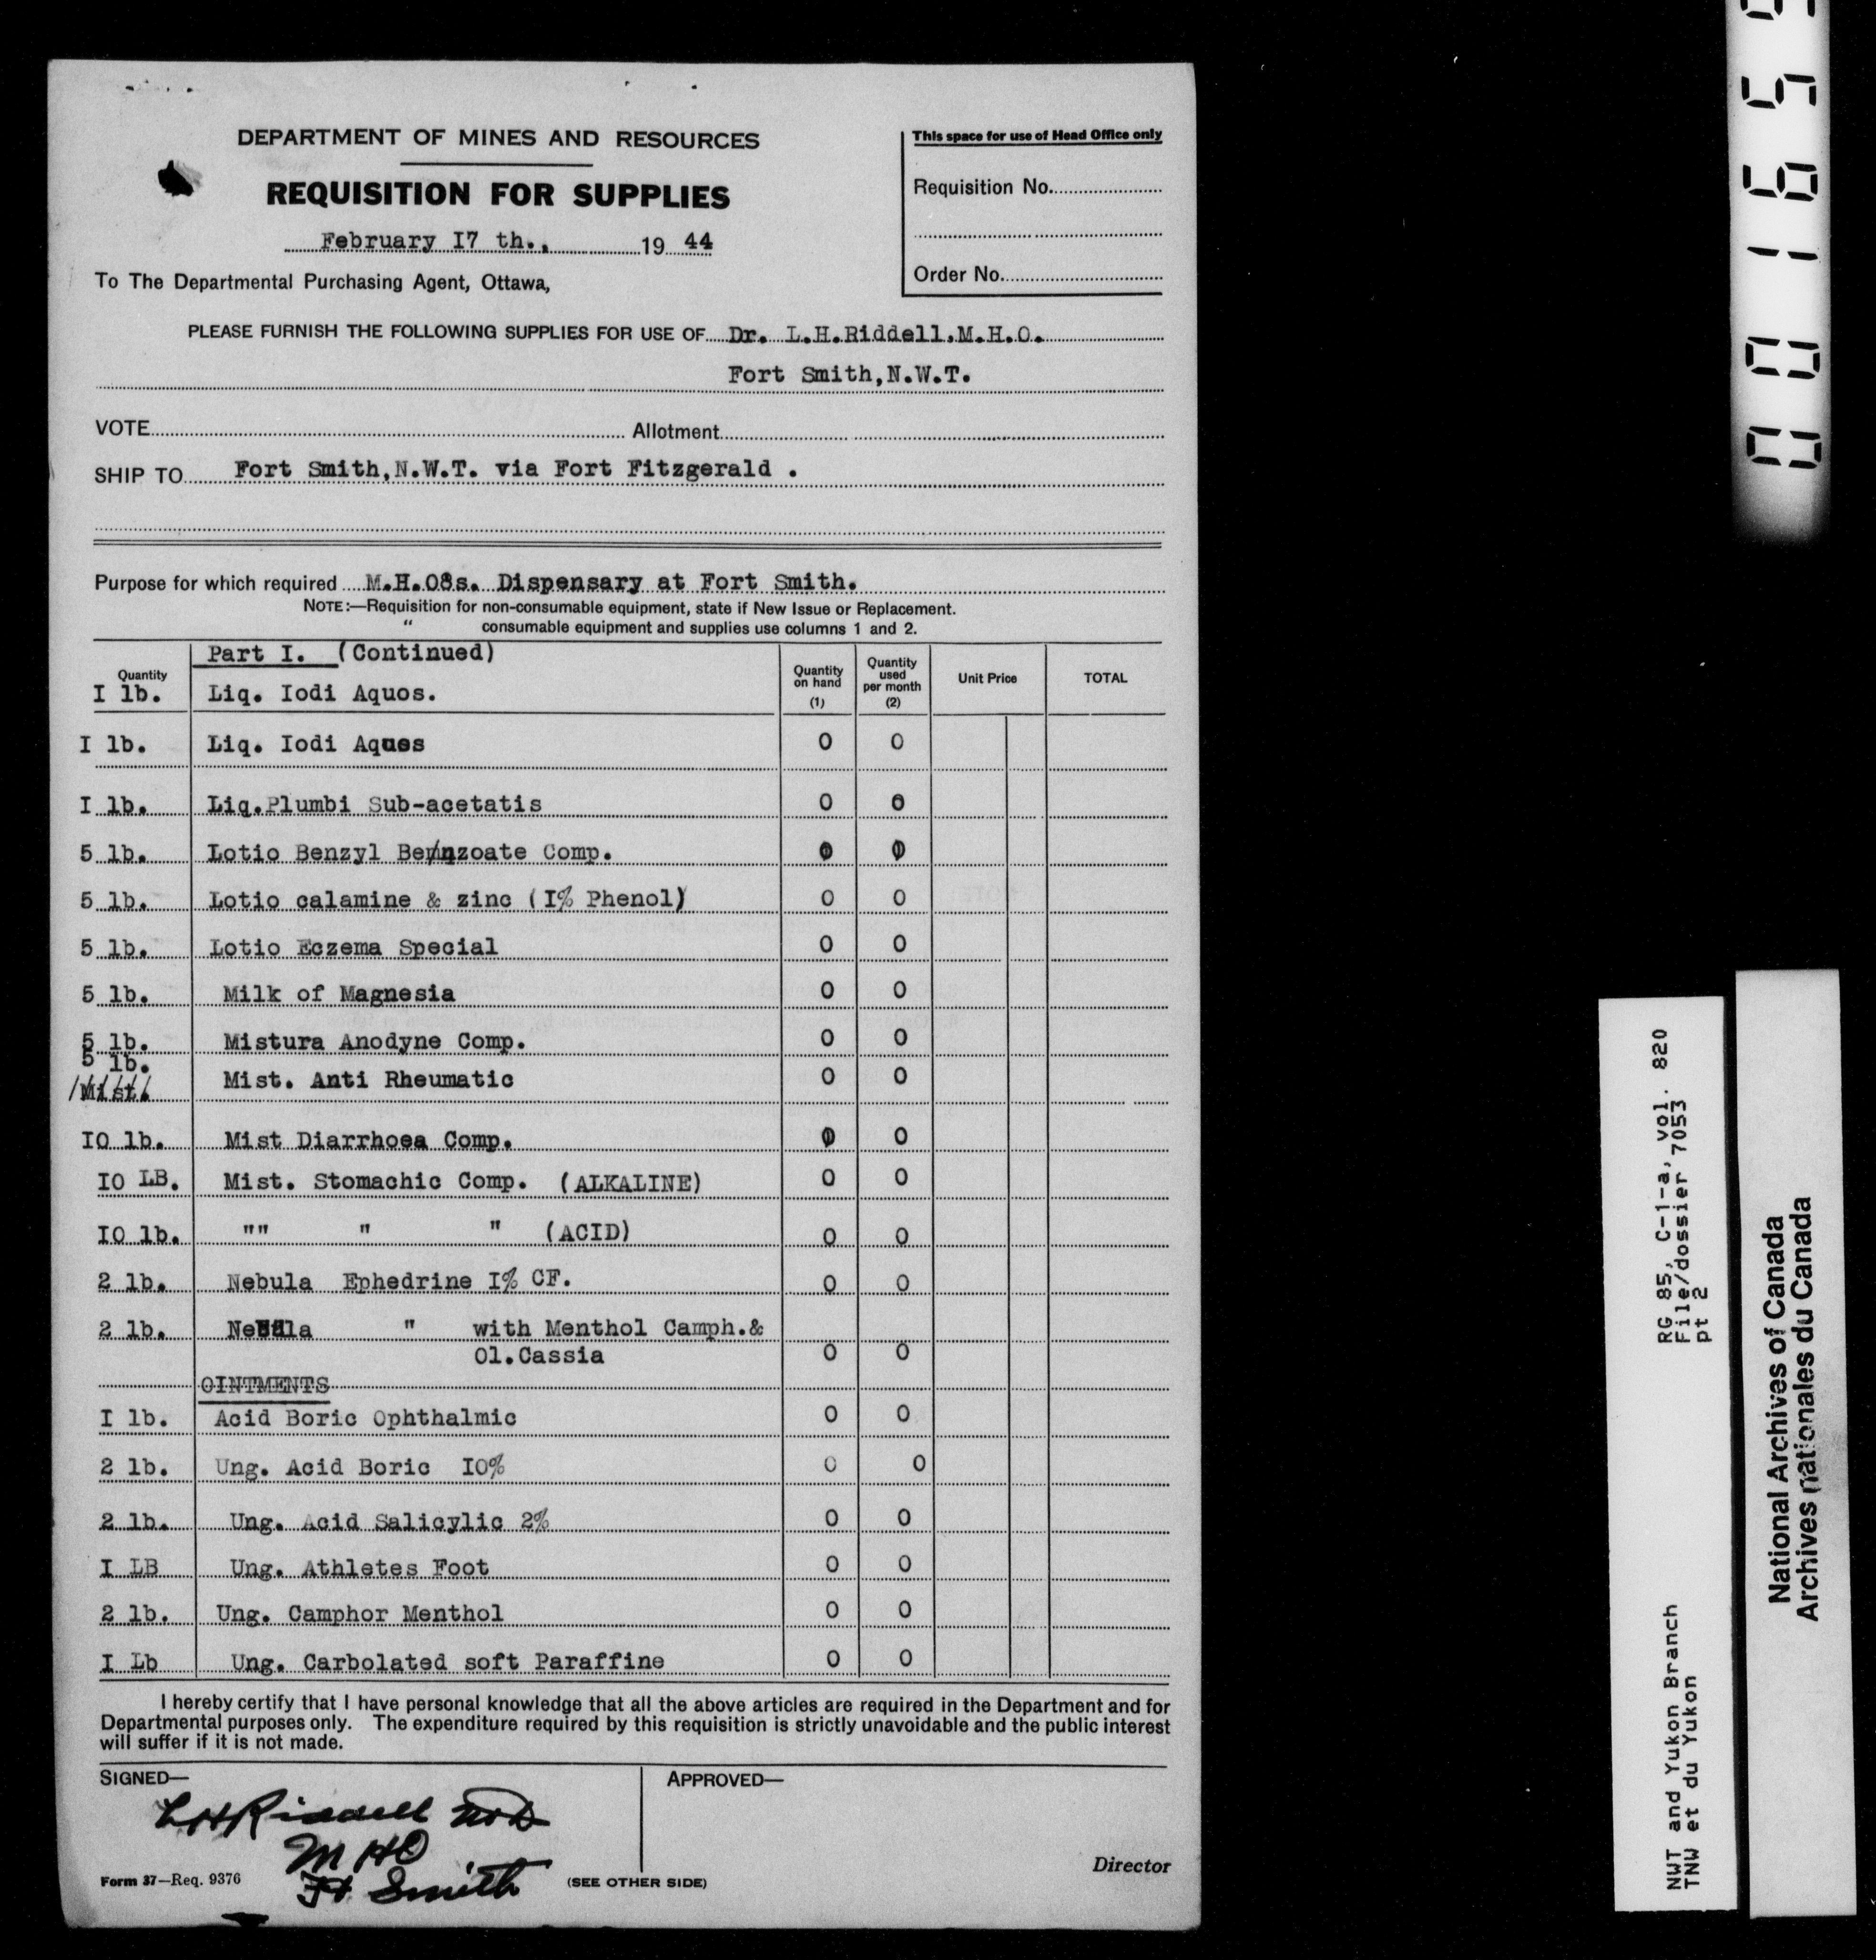 DEPARTMENT OF MINES AND RESOURCES
REQUISITION FOR SUPPLIES
February I7 th., 19 44
This space for use of Head Office only
Requisition No.
Order No.
To The Departmental Purchasing Agent, Ottawa,
PLEASE FURNISH THE FOLLOWING SUPPLIES FOR USE OF Dr. L.H.Riddell.M.H.O.
Fort Smith,N.W.T.
VOTE Allotment
SHIP TO Fort Smith,N.W.T. via Fort Fitzgerald .
Purpose for which required M.H.O8s. Dispensary at Fort Smith.
NOTE:—Requisition for non-consumable equipment, state if New Issue or Replacement.
" consumable equipment and supplies use columns 1 and 2.
Part I. (Continued)
Quantity Quantity on hand (1) Quantity used per month (2) Unit Price TOTAL
I lb. Liq. Iodi Aquos.
I lb. Liq. Iodi Aques 0 0
I lb. Liq.Plumbi Sub-acetatis 0 0
5 lb. Lotio Benzyl Be/nzoate Comp. 0 0
5 lb. Lotio calamine & zinc (I% Phenol) 0 0
5 lb. Lotio Eczema Special 0 0
5 lb. Milk of Magnesia 0 0
5 lb. Mistura Anodyne Comp. 0 0
5 lb. Mist. Anti Rheumatic 0 0
Mist.
IO lb. Mist Diarrhoea Comp. 0 0
IO LB. Mist. Stomachic Comp. (ALKALINE) 0 0
IO lb. "" " " (ACID) 0 0
2 lb. Nebula Ephedrine I% CF. 0 0
2 lb. Nebula " with Menthol Camph.&
Ol.Cassia 0 0
OINTMENTS
I lb. Acid Boric Ophthalmic 0 0
2 lb. Ung. Acid Boric IO% 0 0
2 lb. Ung. Acid Salicylic 2% 0 0
I LB Ung. Athletes Foot 0 0
2 lb. Ung. Camphor Menthol 0 0
I Lb Ung. Carbolated soft Paraffine 0 0
I hereby certify that I have personal knowledge that all the above articles are required in the Department and for
Departmental purposes only. The expenditure required by this requisition is strictly unavoidable and the public interest
will suffer if it is not made.
SIGNED—
APPROVED—
LHRiddell MD
MHO
Ft Smith
Director
Form 37—Req. 9376
(SEE OTHER SIDE)
RG 85, C-1-a, vol. 820
File/dossier 7053
pt 2
NWT and Yukon Branch
TNW et du Yukon
National Archives of Canada
Archives nationales du Canada